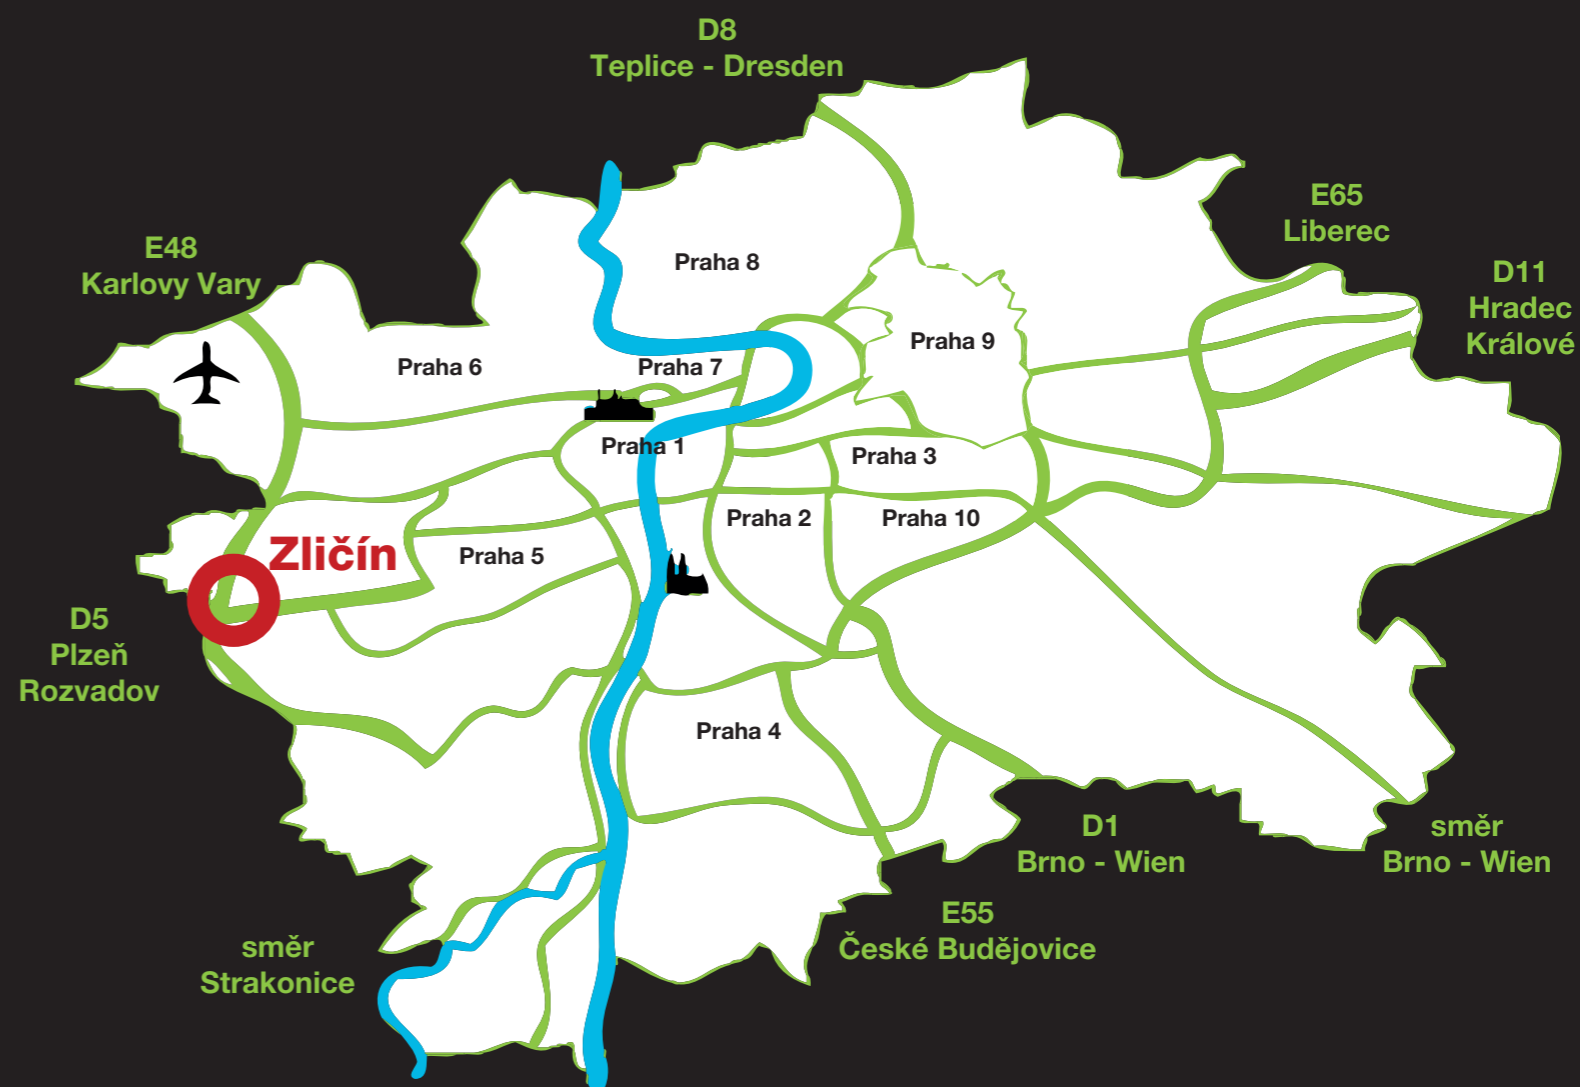 D8
Teplice - Dresden
E65
Liberec
E48
Karlovy Vary
D11
Hradec
Králové
Praha 8
Praha 9
Praha 6
Praha 7
Praha 1
Praha 3
Praha 2
Praha 10
Zličín
Praha 5
D5
Plzeň
Rozvadov
Praha 4
D1
Brno - Wien
směr
Brno - Wien
E55
České Budějovice
směr
Strakonice